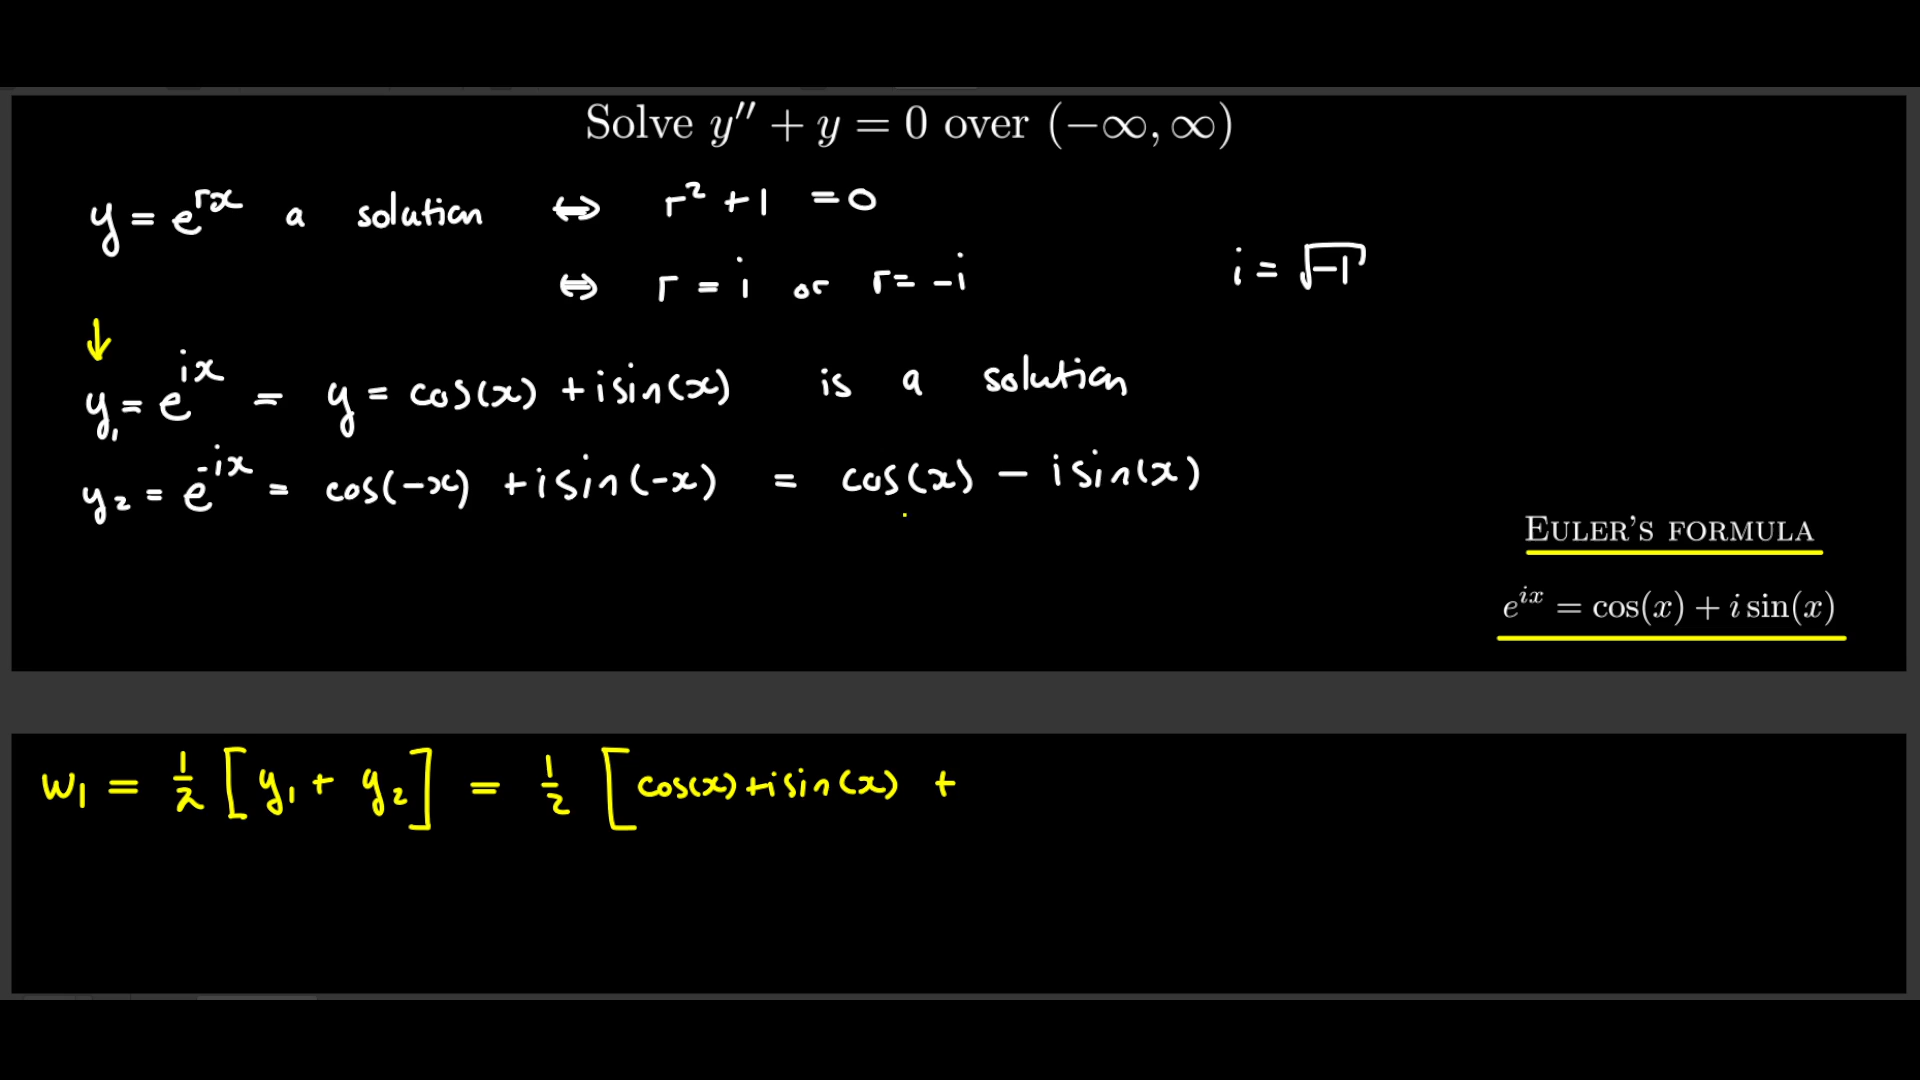 Solve y″ + y = 0 over (−∞, ∞)
y = e^{rx} a solution ⇔ r² + 1 = 0
⇔ r = i or r = −i i = √−1
↓
y₁ = e^{ix} = y = cos(x) + i sin(x) is a solution
y₂ = e^{-ix} = cos(−x) + i sin(−x) = cos(x) − i sin(x)
EULER'S FORMULA
e^{ix} = cos(x) + i sin(x)
w₁ = 1/2 [y₁ + y₂] = 1/2 [cos(x) + i sin(x) +